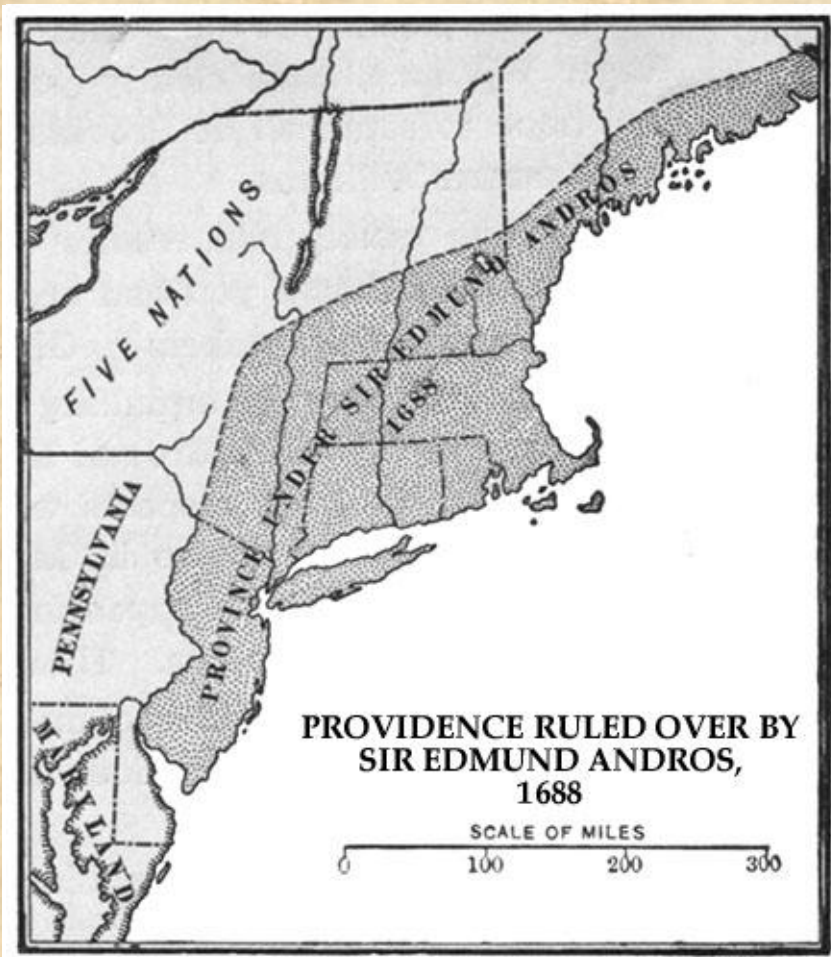 FIVE NATIONS
PROVINCE UNDER SIR EDMUND ANDROS
1688
PENNSYLVANIA
MARYLAND
PROVIDENCE RULED OVER BY
SIR EDMUND ANDROS,
1688
SCALE OF MILES
0 100 200 300